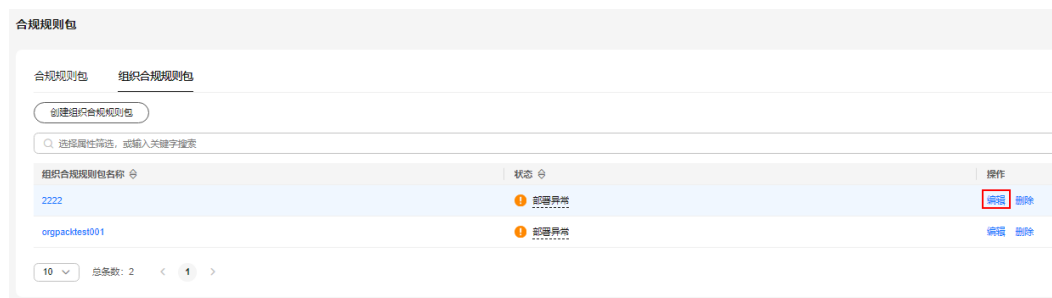 合规规则包
合规规则包 组织合规规则包
创建组织合规规则包
选择属性筛选，或输入关键字搜索
组织合规规则包名称 状态 操作
2222 部署异常 编辑 删除
orgpacktest001 部署异常 编辑 删除
10 总条数：2 < 1 >